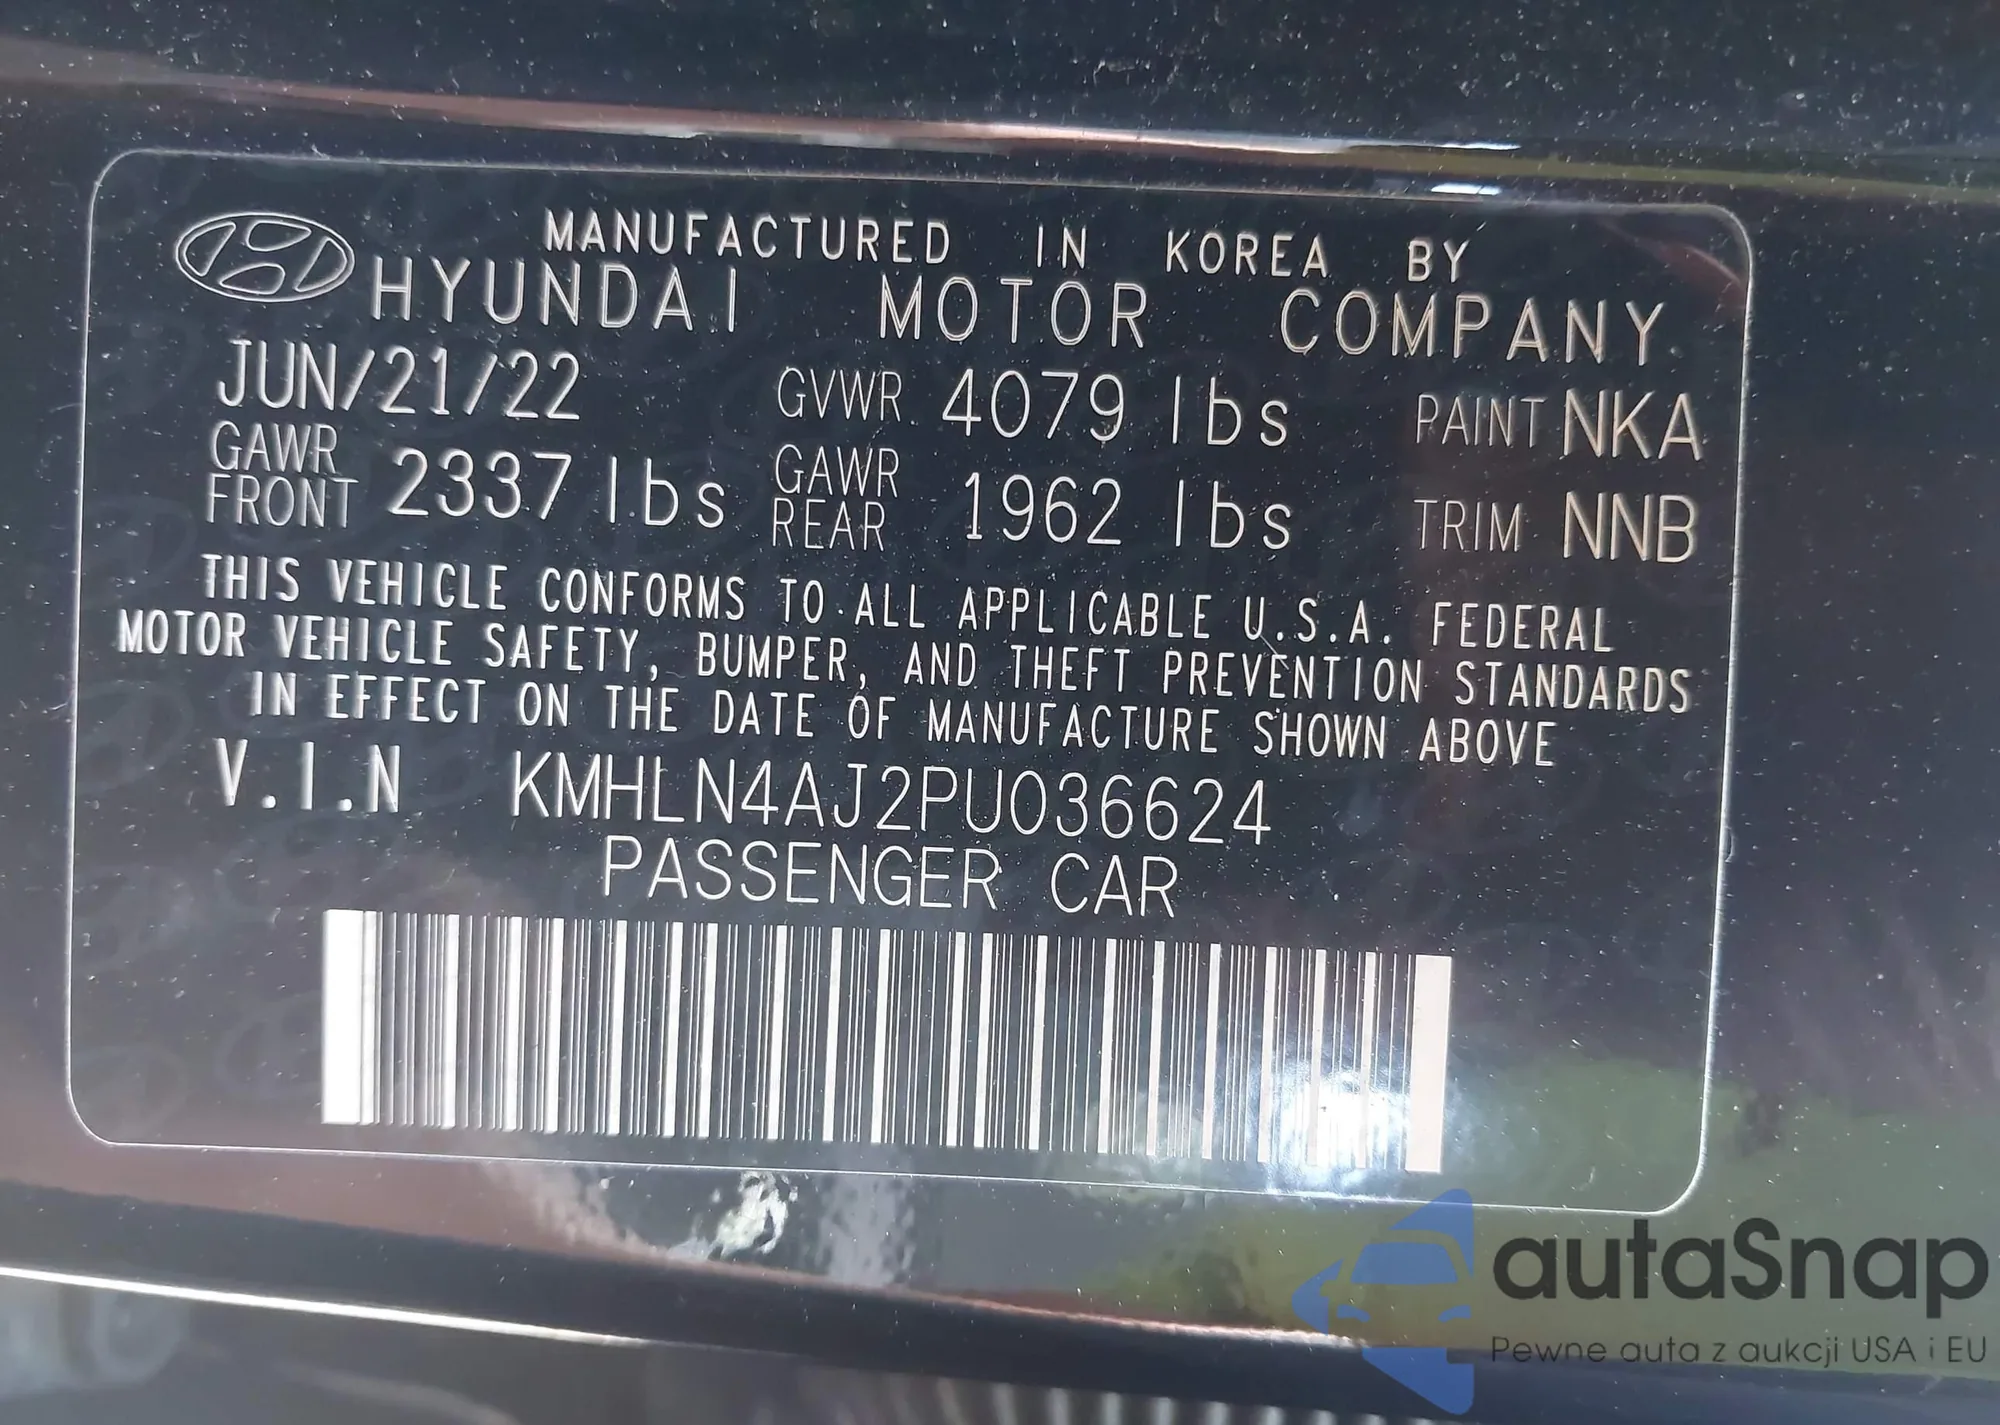 MANUFACTURED IN KOREA BY
HYUNDAI MOTOR COMPANY
JUN/21/22 GVWR 4079 lbs PAINT NKA
GAWR FRONT 2337 lbs GAWR REAR 1962 lbs TRIM NNB
THIS VEHICLE CONFORMS TO ALL APPLICABLE U.S.A. FEDERAL
MOTOR VEHICLE SAFETY, BUMPER, AND THEFT PREVENTION STANDARDS
IN EFFECT ON THE DATE OF MANUFACTURE SHOWN ABOVE
V.I.N KMHLN4AJ2PU036624
PASSENGER CAR
autaSnap
Pewne auta z aukcji USA i EU